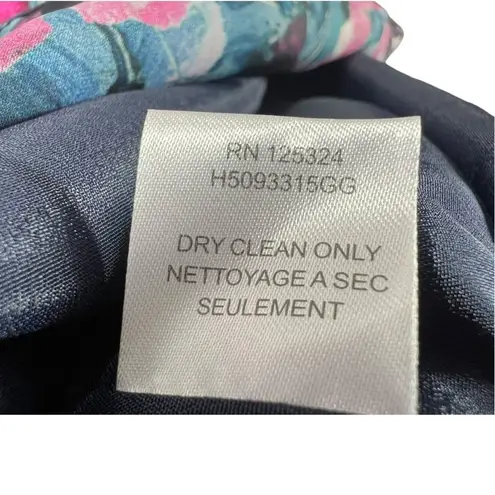 RN 125324
H5093315GG
DRY CLEAN ONLY
NETTOYAGE A SEC
SEULEMENT